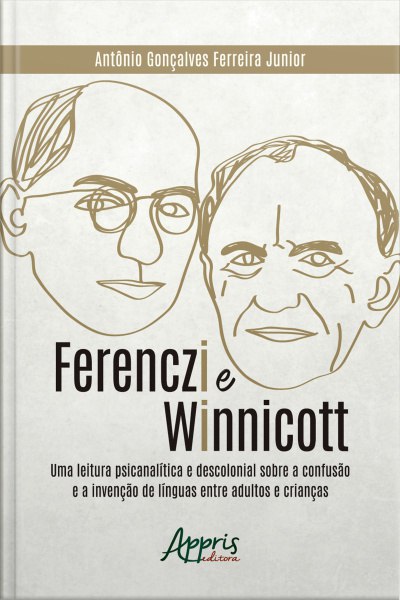 Antônio Gonçalves Ferreira Junior
Ferenczi e
Winnicott
Uma leitura psicanalítica e descolonial sobre a confusão
e a invenção de línguas entre adultos e crianças
Appris
editora